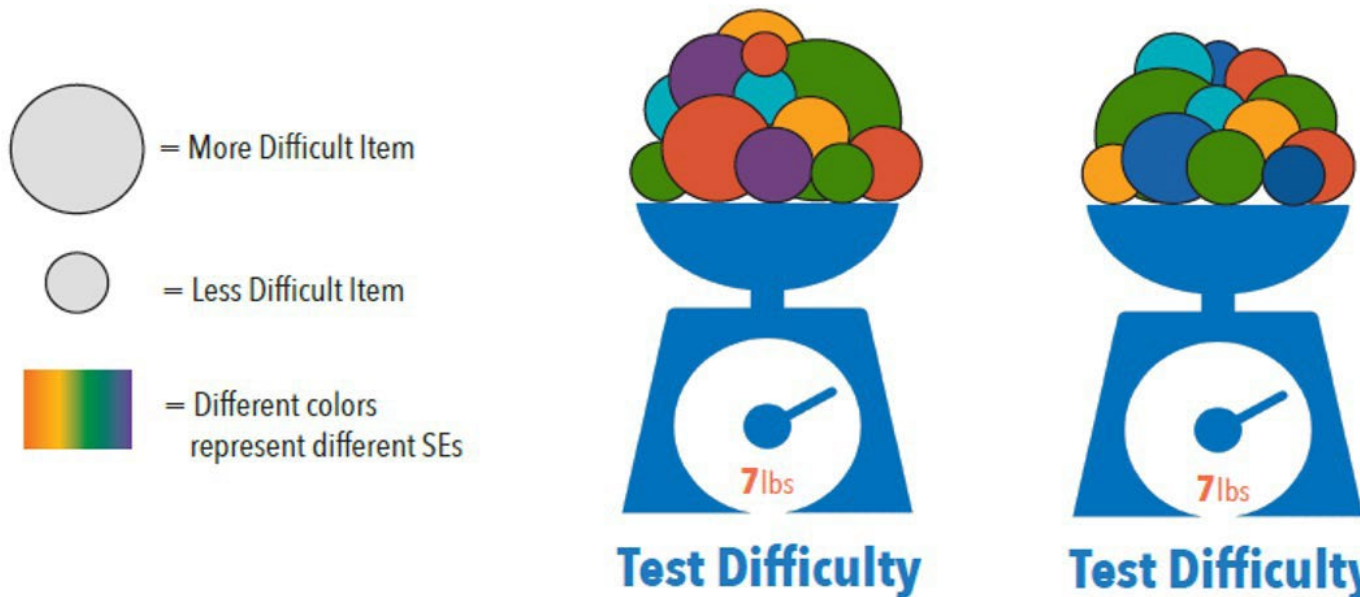 = More Difficult Item
= Less Difficult Item
= Different colors
represent different SEs
7lbs
7lbs
Test Difficulty
Test Difficulty